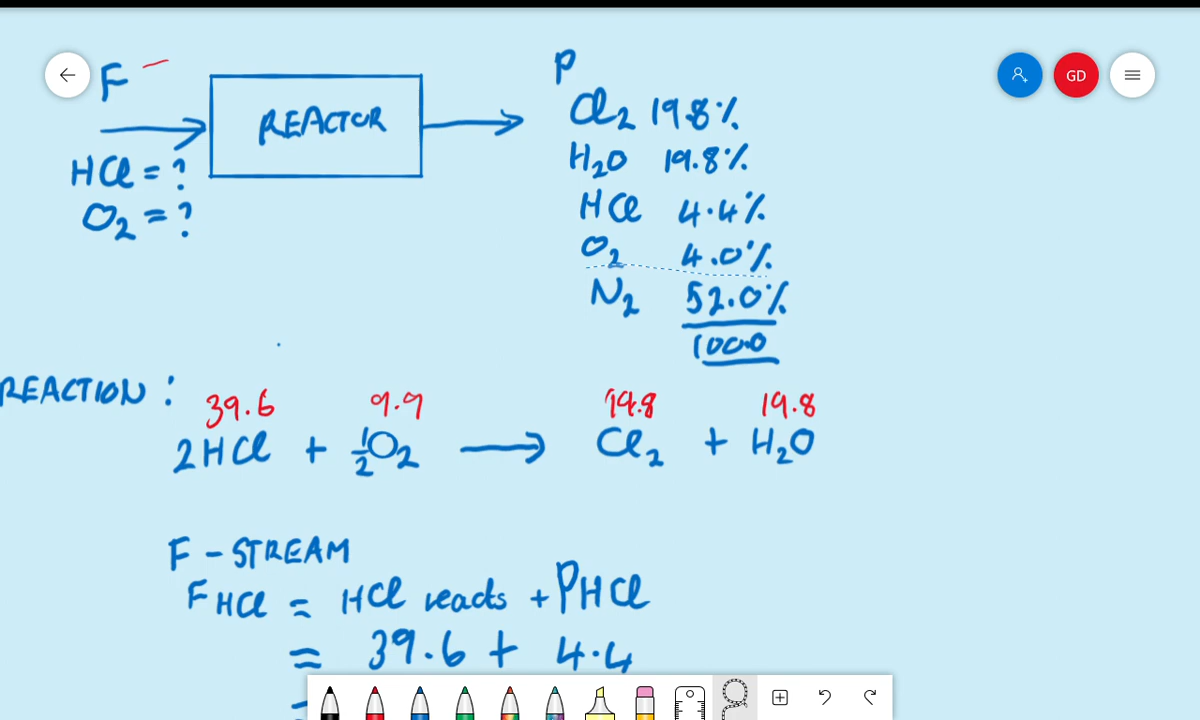 F
REACTOR
HCl = ?
O2 = ?
P
Cl2 19.8%
H2O 19.8%
HCl 4.4%
O2 4.0%
N2 52.0%
100.0
GD
REACTION :
39.6 9.9 19.8 19.8
2HCl + 1/2O2 → Cl2 + H2O
F - STREAM
FHCl = HCl reacts + PHCl
= 39.6 + 4.4